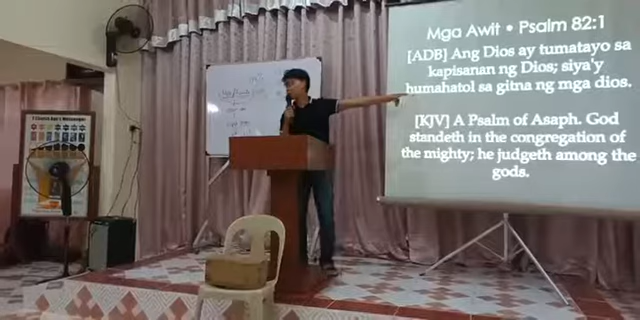 Mga Awit • Psalm 82:1
[ADB] Ang Dios ay tumatayo sa
kapisanan ng Dios; siya'y
humahatol sa gitna ng mga dios.
[KJV] A Psalm of Asaph. God
standeth in the congregation of
the mighty; he judgeth among the
gods.